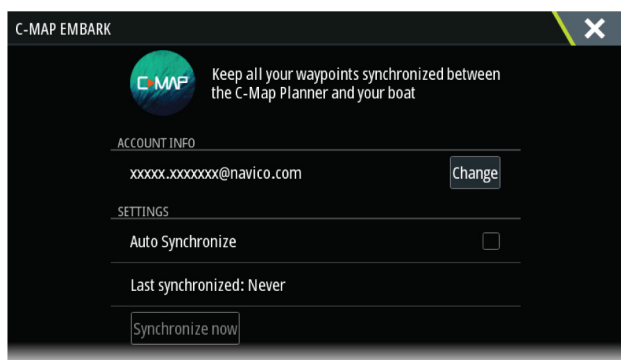 C-MAP EMBARK
C-MAP
Keep all your waypoints synchronized between
the C-Map Planner and your boat
ACCOUNT INFO
xxxxx.xxxxxxx@navico.com
Change
SETTINGS
Auto Synchronize
Last synchronized: Never
Synchronize now